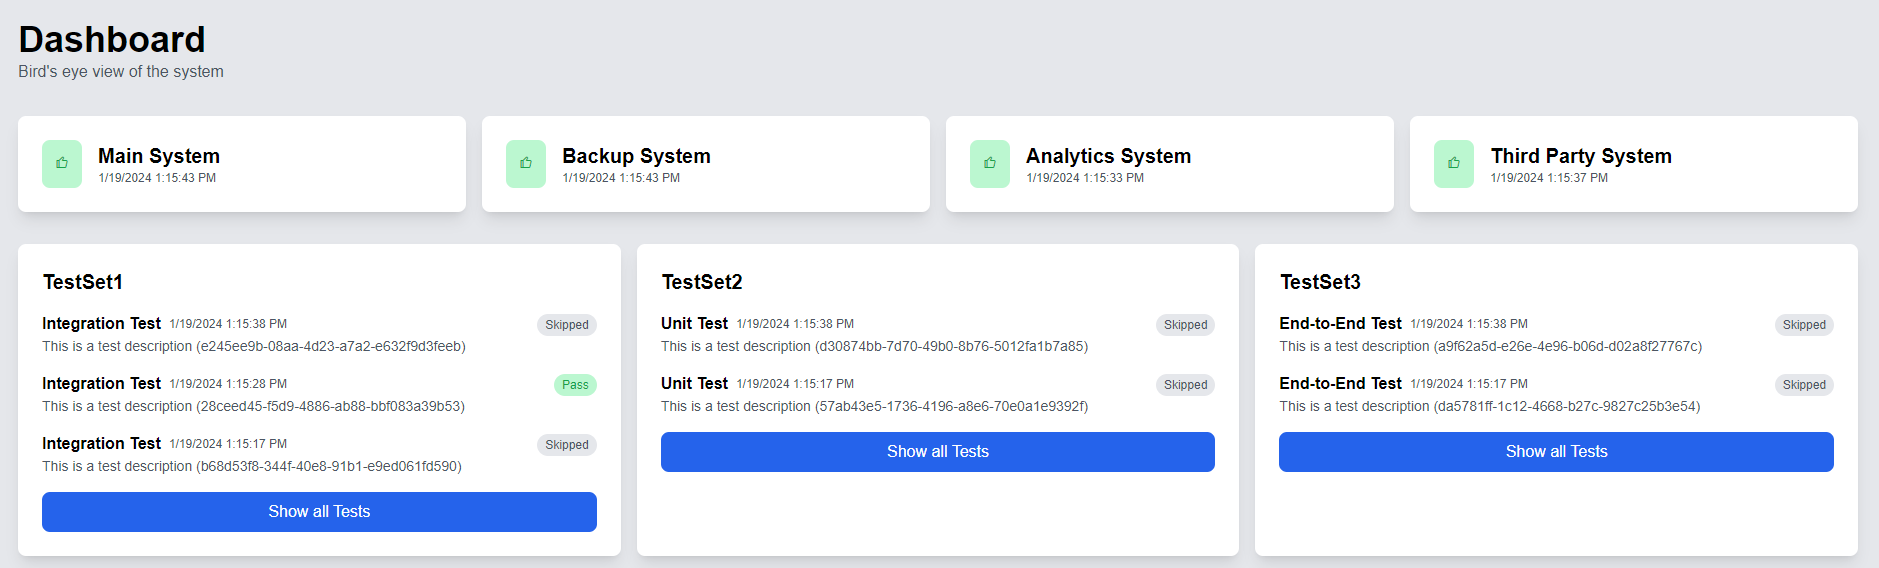 Dashboard
Bird's eye view of the system
Main System
1/19/2024 1:15:43 PM
Backup System
1/19/2024 1:15:43 PM
Analytics System
1/19/2024 1:15:33 PM
Third Party System
1/19/2024 1:15:37 PM
TestSet1
Integration Test 1/19/2024 1:15:38 PM Skipped
This is a test description (e245ee9b-08aa-4d23-a7a2-e632f9d3feeb)
Integration Test 1/19/2024 1:15:28 PM Pass
This is a test description (28ceed45-f5d9-4886-ab88-bbf083a39b53)
Integration Test 1/19/2024 1:15:17 PM Skipped
This is a test description (b68d53f8-344f-40e8-91b1-e9ed061fd590)
Show all Tests
TestSet2
Unit Test 1/19/2024 1:15:38 PM Skipped
This is a test description (d30874bb-7d70-49b0-8b76-5012fa1b7a85)
Unit Test 1/19/2024 1:15:17 PM Skipped
This is a test description (57ab43e5-1736-4196-a8e6-70e0a1e9392f)
Show all Tests
TestSet3
End-to-End Test 1/19/2024 1:15:38 PM Skipped
This is a test description (a9f62a5d-e26e-4e96-b06d-d02a8f27767c)
End-to-End Test 1/19/2024 1:15:17 PM Skipped
This is a test description (da5781ff-1c12-4668-b27c-9827c25b3e54)
Show all Tests